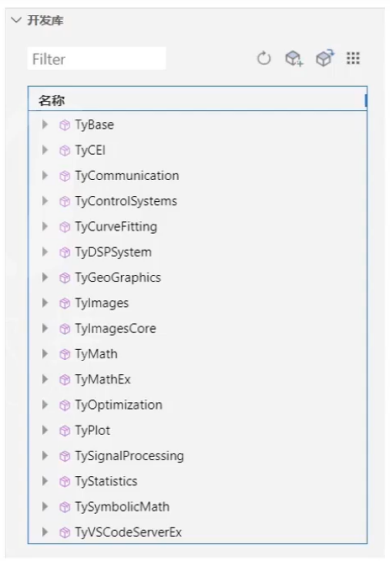 开发库
Filter
名称
TyBase
TyCEI
TyCommunication
TyControlSystems
TyCurveFitting
TyDSPSystem
TyGeoGraphics
TyImages
TyImagesCore
TyMath
TyMathEx
TyOptimization
TyPlot
TySignalProcessing
TyStatistics
TySymbolicMath
TyVSCodeServerEx